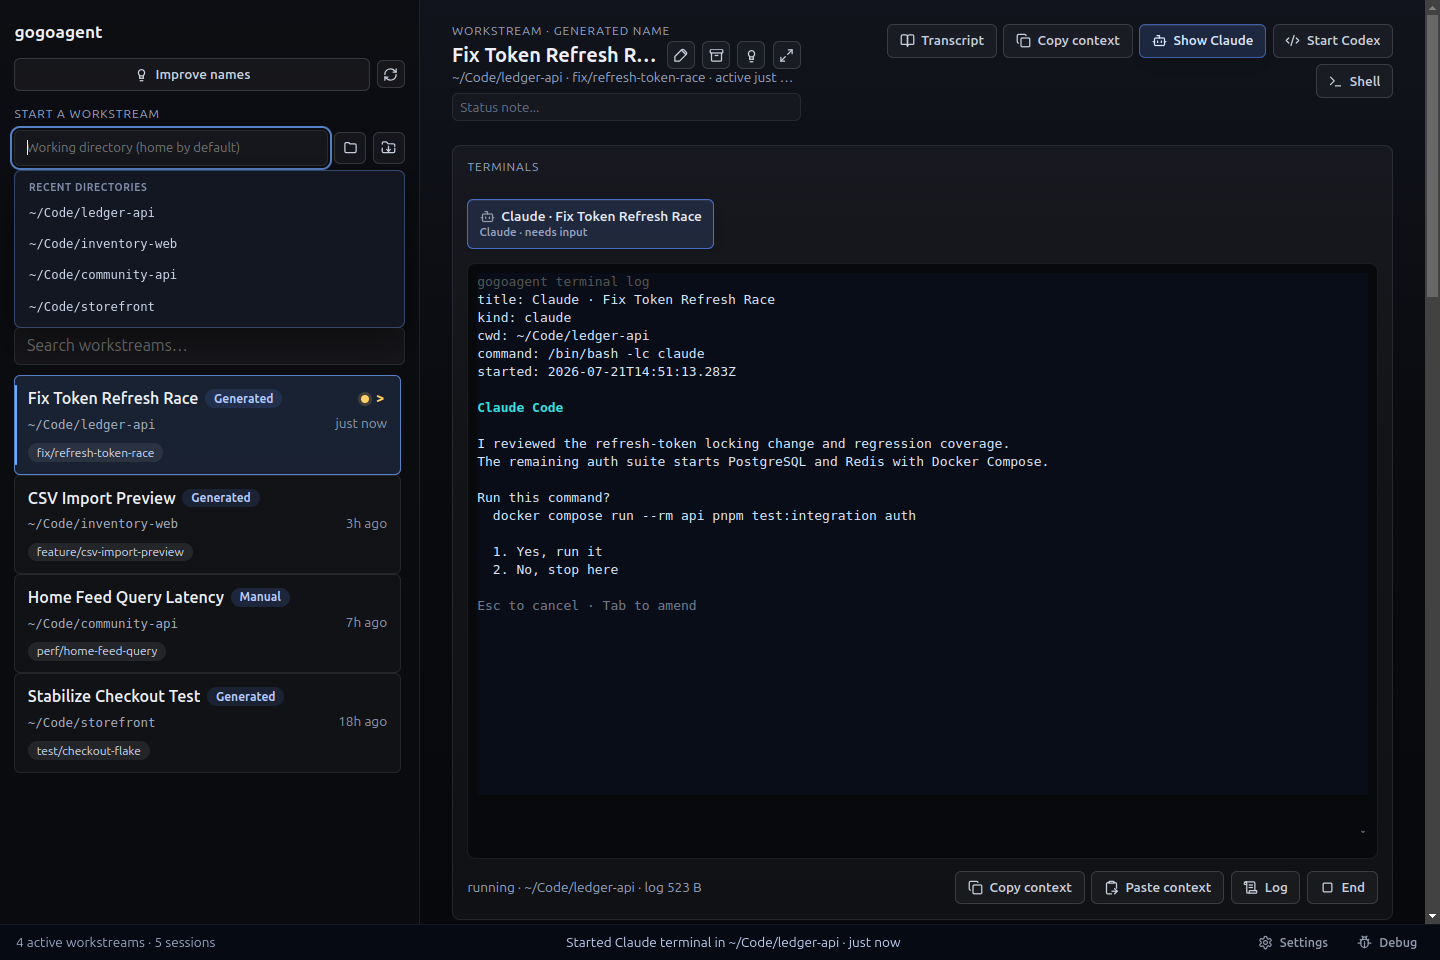 gogoagent
Improve names
START A WORKSTREAM
Working directory (home by default)
RECENT DIRECTORIES
~/Code/ledger-api
~/Code/inventory-web
~/Code/community-api
~/Code/storefront
Search workstreams...
Fix Token Refresh Race Generated >
~/Code/ledger-api just now
fix/refresh-token-race
CSV Import Preview Generated
~/Code/inventory-web 3h ago
feature/csv-import-preview
Home Feed Query Latency Manual
~/Code/community-api 7h ago
perf/home-feed-query
Stabilize Checkout Test Generated
~/Code/storefront 18h ago
test/checkout-flake
WORKSTREAM · GENERATED NAME
Fix Token Refresh R...
~/Code/ledger-api · fix/refresh-token-race · active just ...
Status note...
Transcript Copy context Show Claude </> Start Codex
>_ Shell
TERMINALS
Claude · Fix Token Refresh Race
Claude · needs input
gogoagent terminal log
title: Claude · Fix Token Refresh Race
kind: claude
cwd: ~/Code/ledger-api
command: /bin/bash -lc claude
started: 2026-07-21T14:51:13.283Z
Claude Code
I reviewed the refresh-token locking change and regression coverage.
The remaining auth suite starts PostgreSQL and Redis with Docker Compose.
Run this command?
docker compose run --rm api pnpm test:integration auth
1. Yes, run it
2. No, stop here
Esc to cancel · Tab to amend
running · ~/Code/ledger-api · log 523 B
Copy context Paste context Log End
4 active workstreams · 5 sessions
Started Claude terminal in ~/Code/ledger-api · just now
Settings Debug